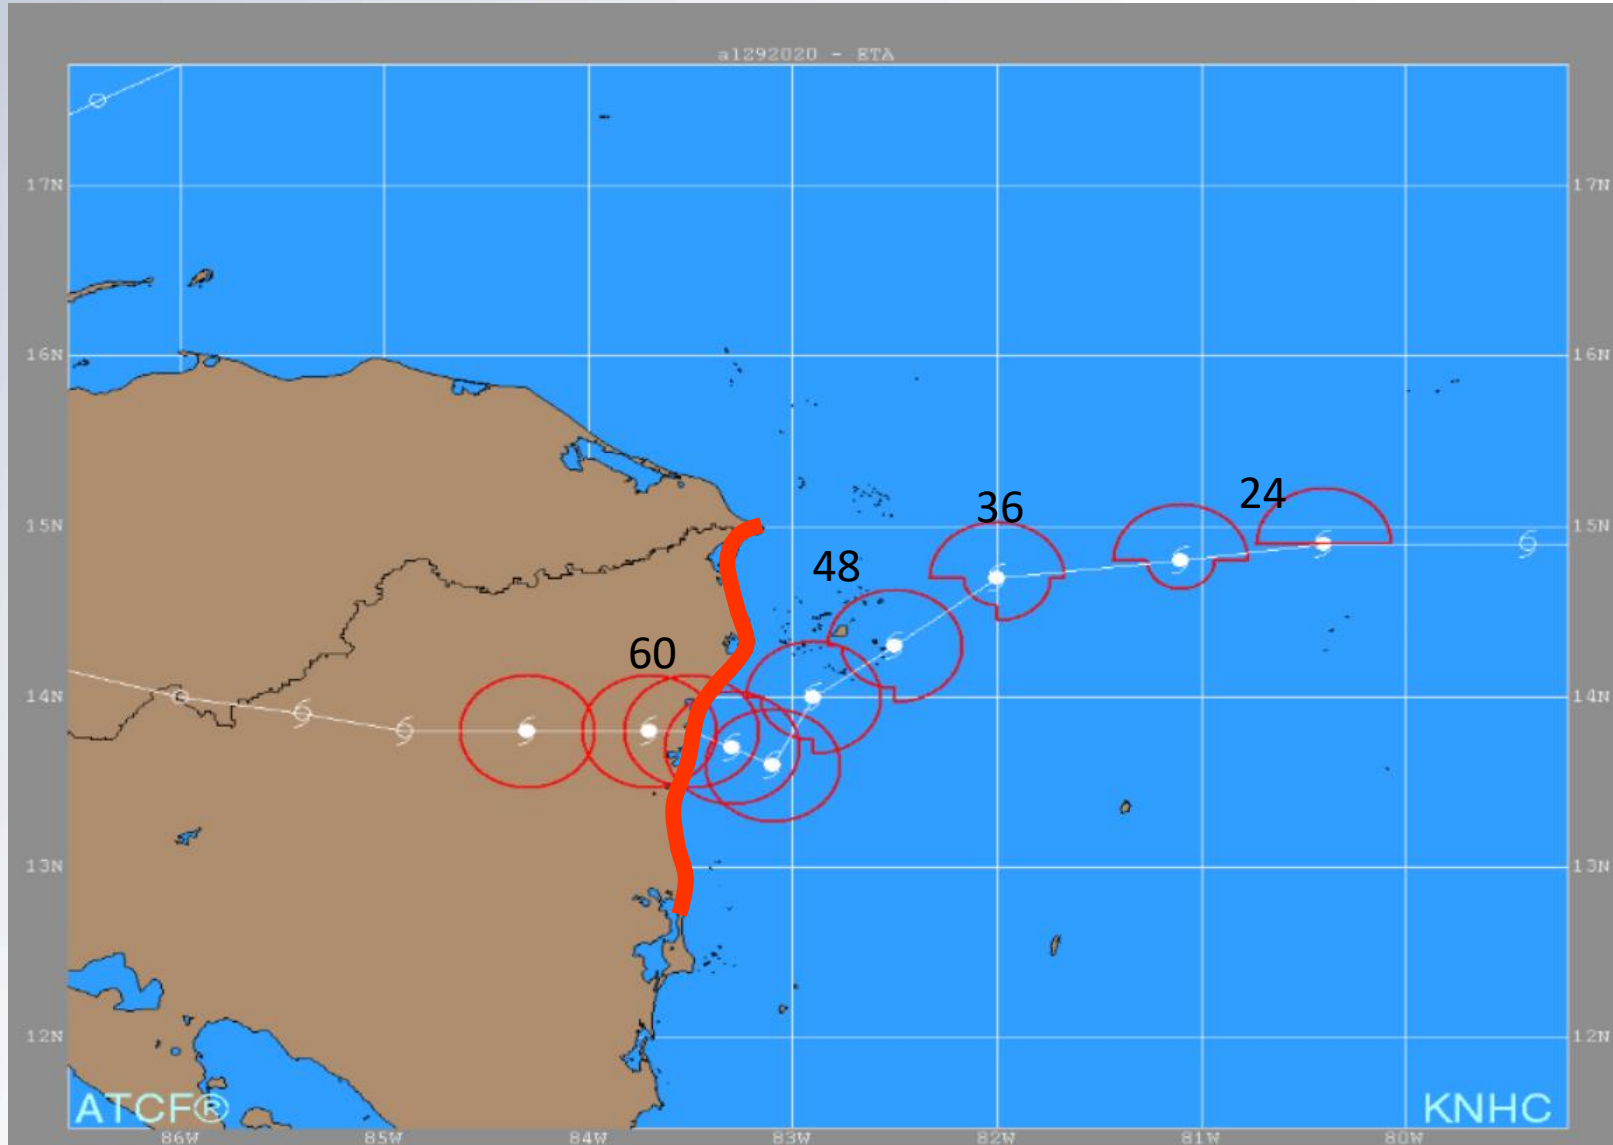 a1292020 - ETA
17N 17N
16N 16N
24
36
15N 15N
48
60
14N 14N
13N 13N
12N 12N
ATCF® KNHC
86W 85W 84W 83W 82W 81W 80W